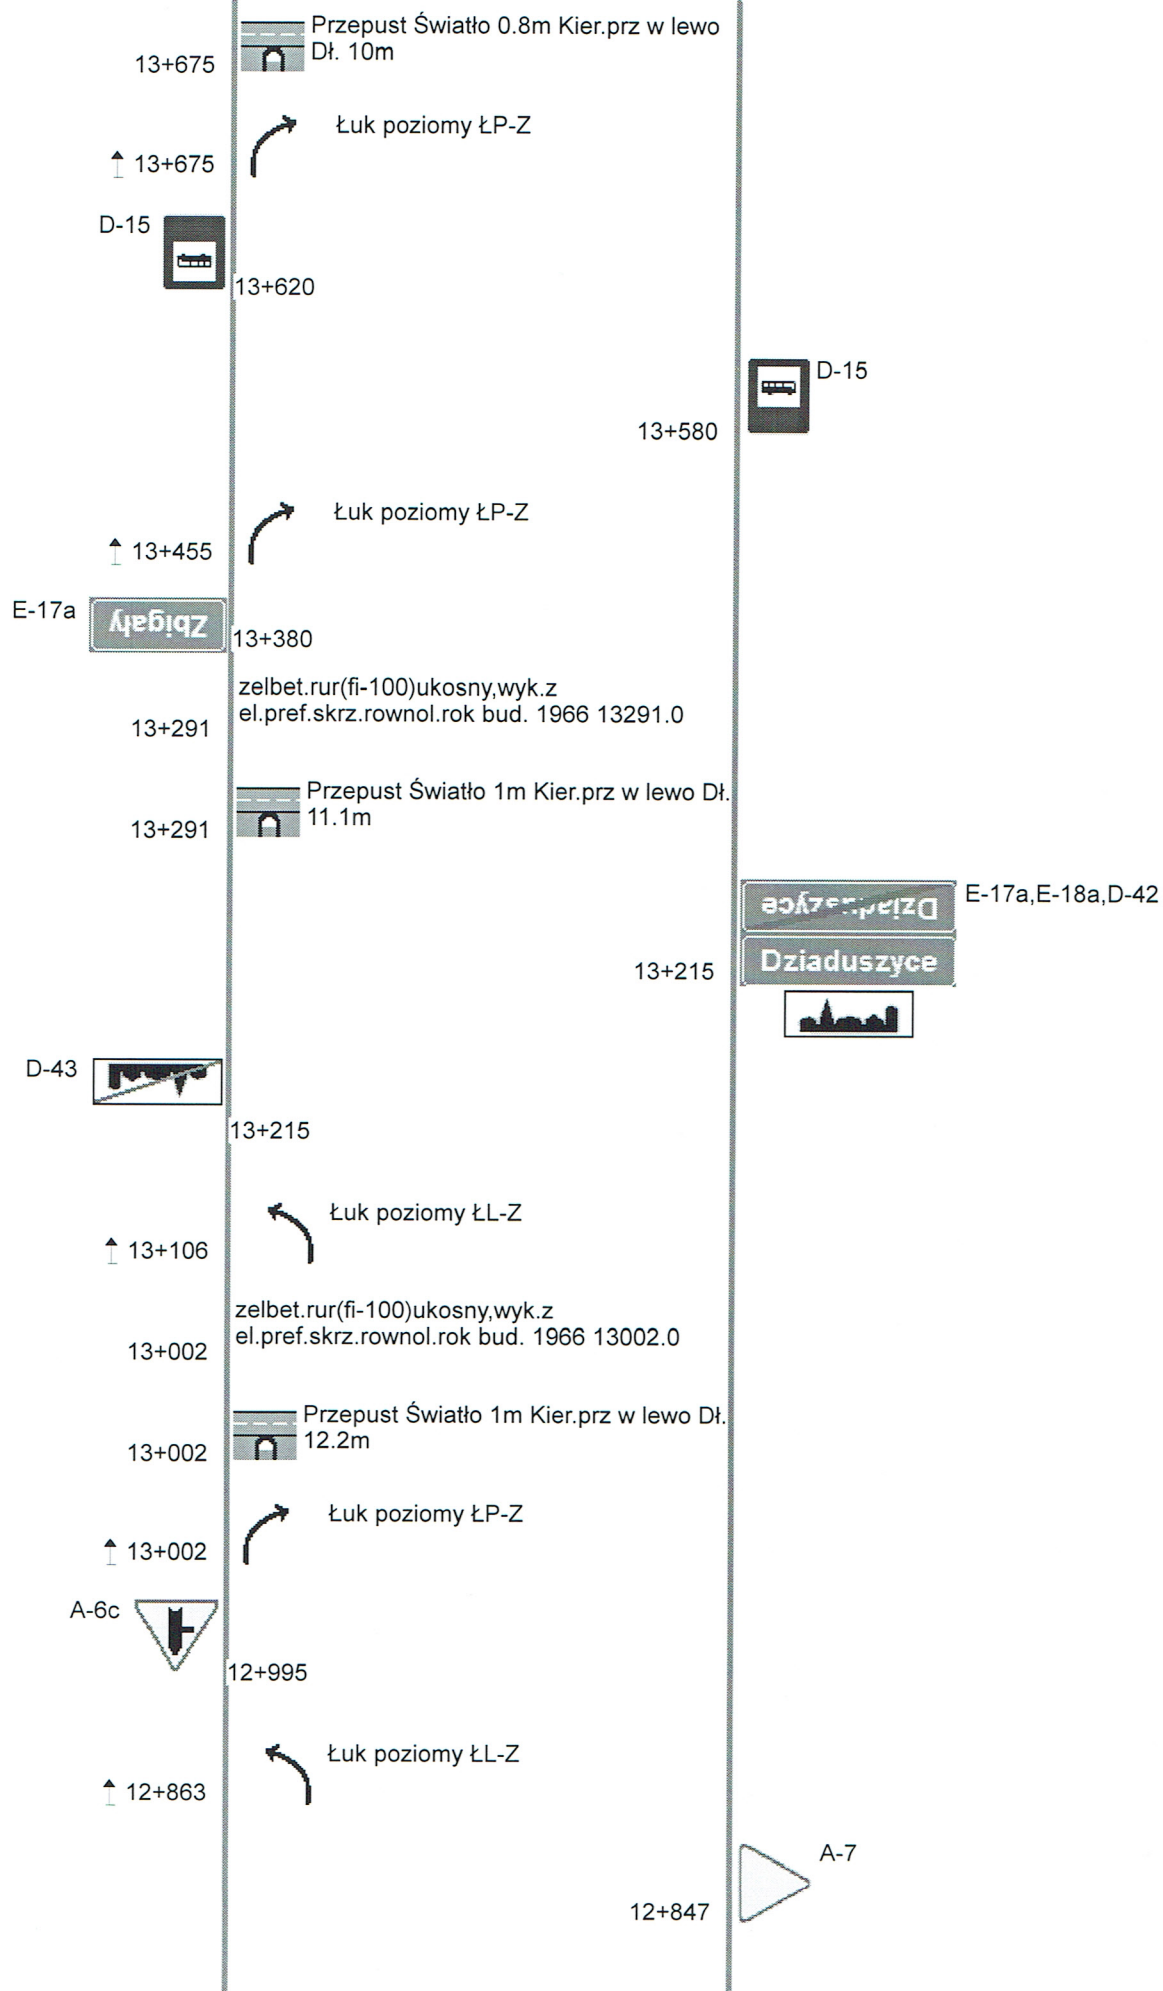 Przepust Światło 0.8m Kier.prz w lewo
Dł. 10m
13+675
Łuk poziomy ŁP-Z
13+675
D-15
13+620
D-15
13+580
Łuk poziomy ŁP-Z
13+455
E-17a
Zbigały
13+380
zelbet.rur(fi-100)ukosny,wyk.z
el.pref.skrz.rownol.rok bud. 1966 13291.0
13+291
Przepust Światło 1m Kier.prz w lewo Dł.
11.1m
13+291
Dziaduszyce
E-17a,E-18a,D-42
Dziaduszyce
13+215
D-43
13+215
Łuk poziomy ŁL-Z
13+106
zelbet.rur(fi-100)ukosny,wyk.z
el.pref.skrz.rownol.rok bud. 1966 13002.0
13+002
Przepust Światło 1m Kier.prz w lewo Dł.
12.2m
13+002
Łuk poziomy ŁP-Z
13+002
A-6c
12+995
Łuk poziomy ŁL-Z
12+863
A-7
12+847